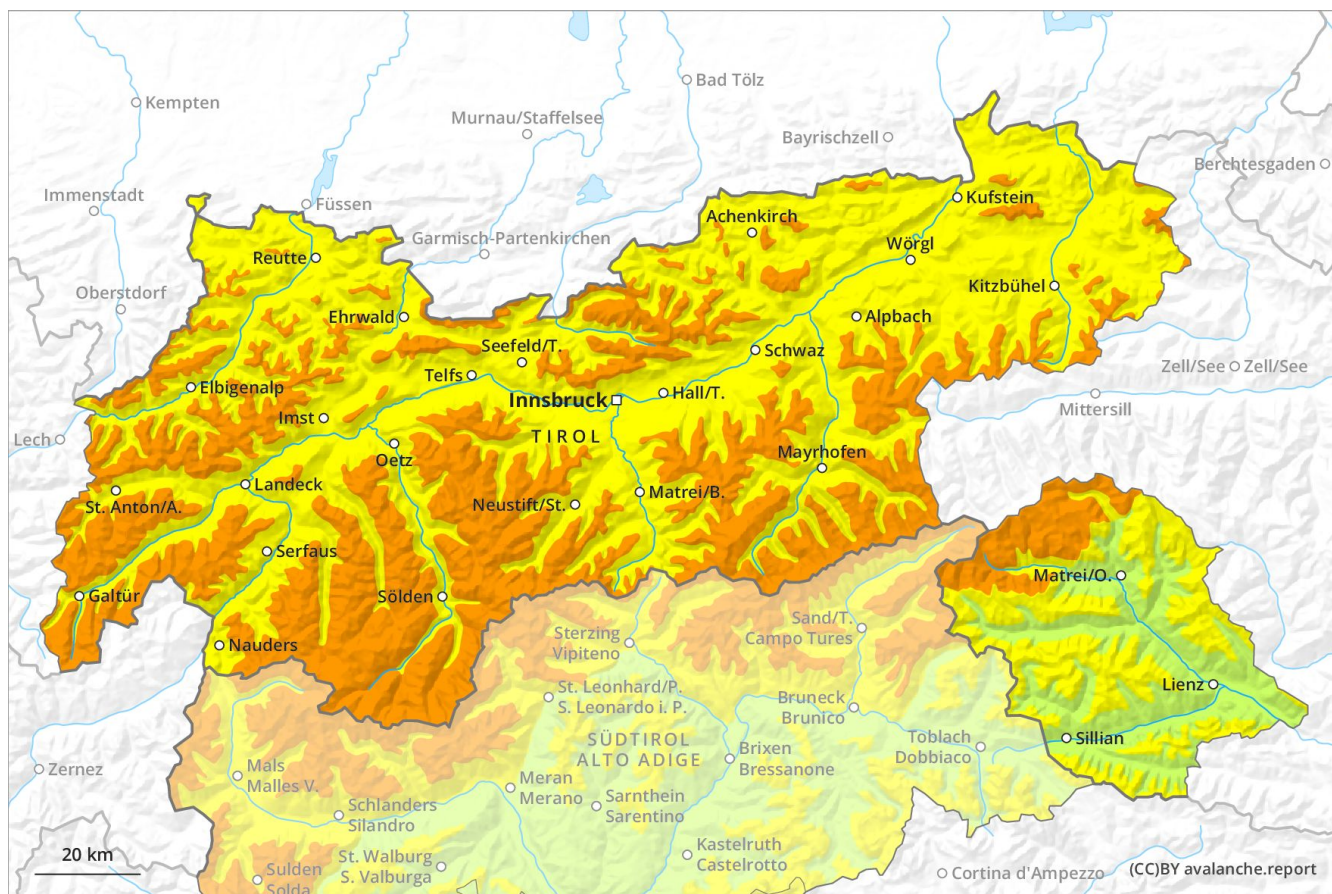 Bad Tölz
Kempten
Murnau/Staffelsee
Bayrischzell
Berchtesgaden
Immenstadt
Füssen
Kufstein
Achenkirch
Garmisch-Partenkirchen
Wörgl
Reutte
Kitzbühel
Oberstdorf
Ehrwald
Alpbach
Seefeld/T.
Schwaz
Zell/See
Zell/See
Telfs
Elbigenalp
Hall/T.
Innsbruck
Mittersill
Imst
Lech
TIROL
Oetz
Mayrhofen
Landeck
Matrei/B.
St. Anton/A.
Neustift/St.
Serfaus
Matrei/O.
Galtür
Sölden
Sand/T.
Campo Tures
Sterzing
Vipiteno
Nauders
Lienz
St. Leonhard/P.
S. Leonardo i. P.
Bruneck
Brunico
Sillian
SÜDTIROL
ALTO ADIGE
Toblach
Dobbiaco
Brixen
Bressanone
Zernez
Mals
Malles V.
Meran
Merano
Sarnthein
Sarentino
Schlanders
Silandro
Kastelruth
Castelrotto
20 km
St. Walburg
S. Valburga
Sulden
Solda
Cortina d'Ampezzo
(CC)BY avalanche.report